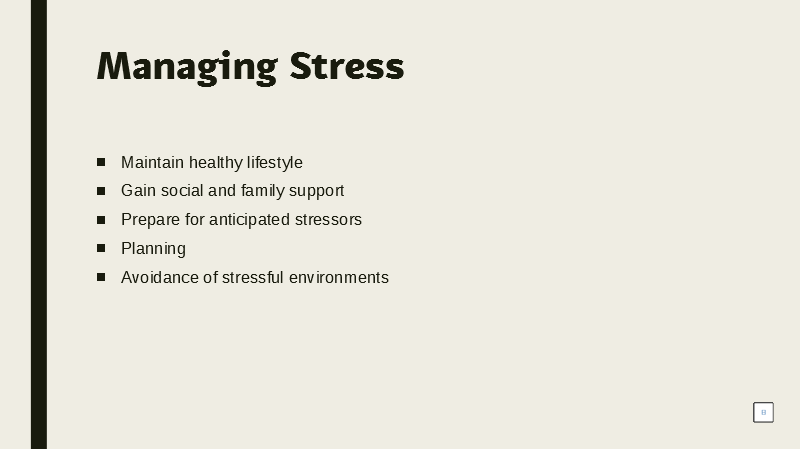 Managing Stress
Maintain healthy lifestyle
Gain social and family support
Prepare for anticipated stressors
Planning
Avoidance of stressful environments